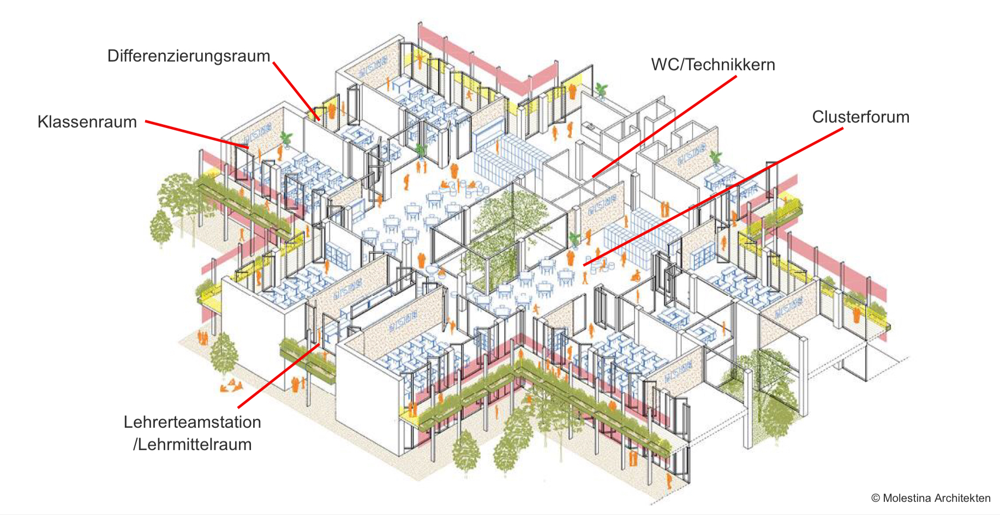 Differenzierungsraum
WC/Technikkern
Klassenraum
Clusterforum
Lehrerteamstation
/Lehrmittelraum
© Molestina Architekten